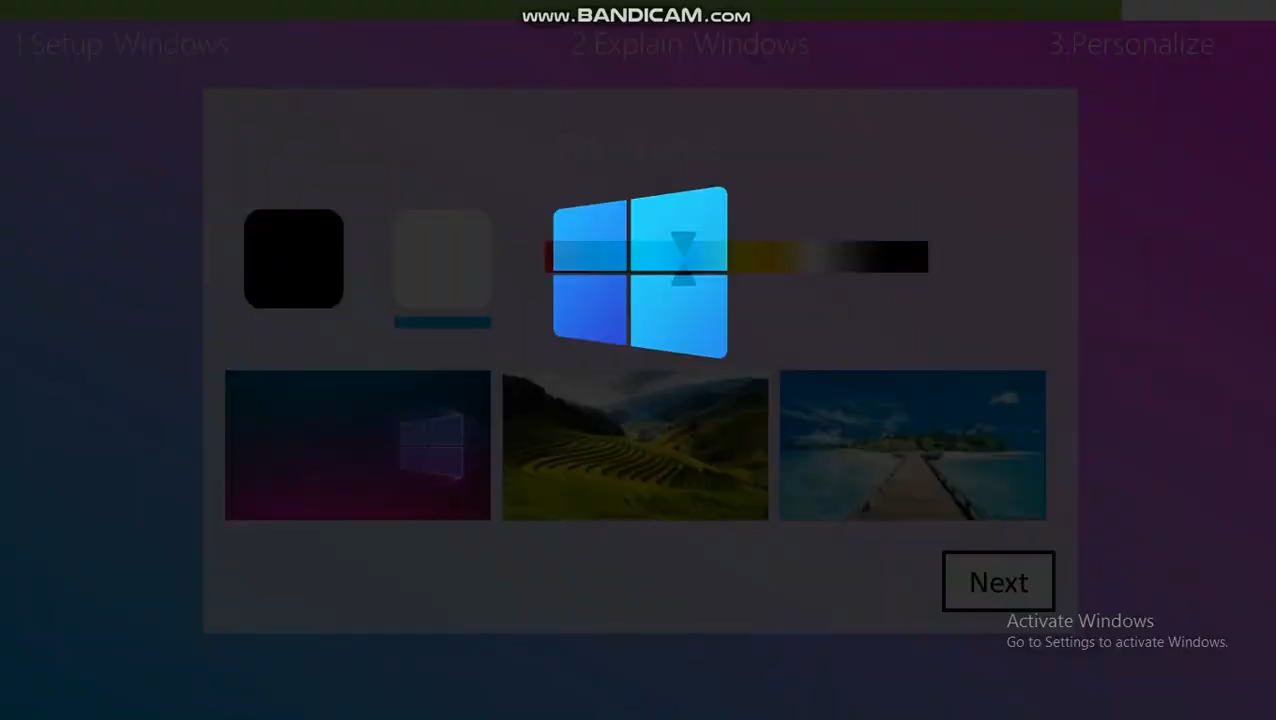 www.BANDICAM.com
1.Setup Windows
2.Explain Windows
3.Personalize
Next
Activate Windows
Go to Settings to activate Windows.